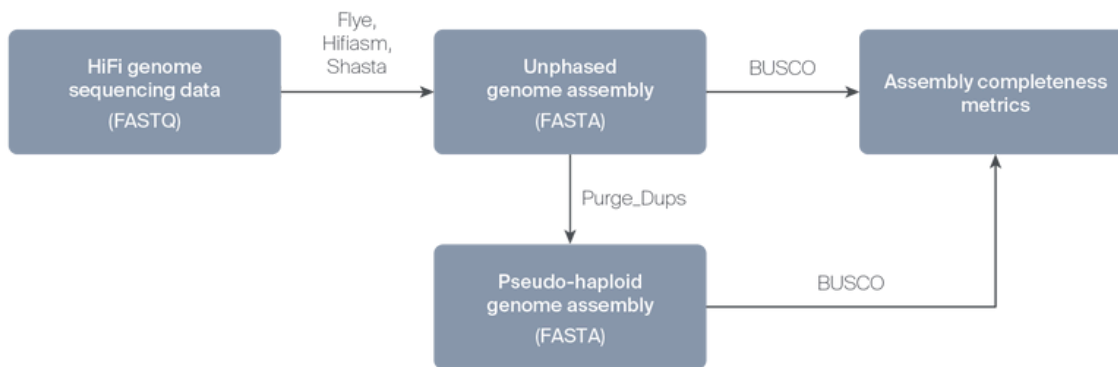 Flye,
Hifiasm,
Shasta
HiFi genome
sequencing data
(FASTQ)
Unphased
genome assembly
(FASTA)
BUSCO
Assembly completeness
metrics
Purge_Dups
Pseudo-haploid
genome assembly
(FASTA)
BUSCO